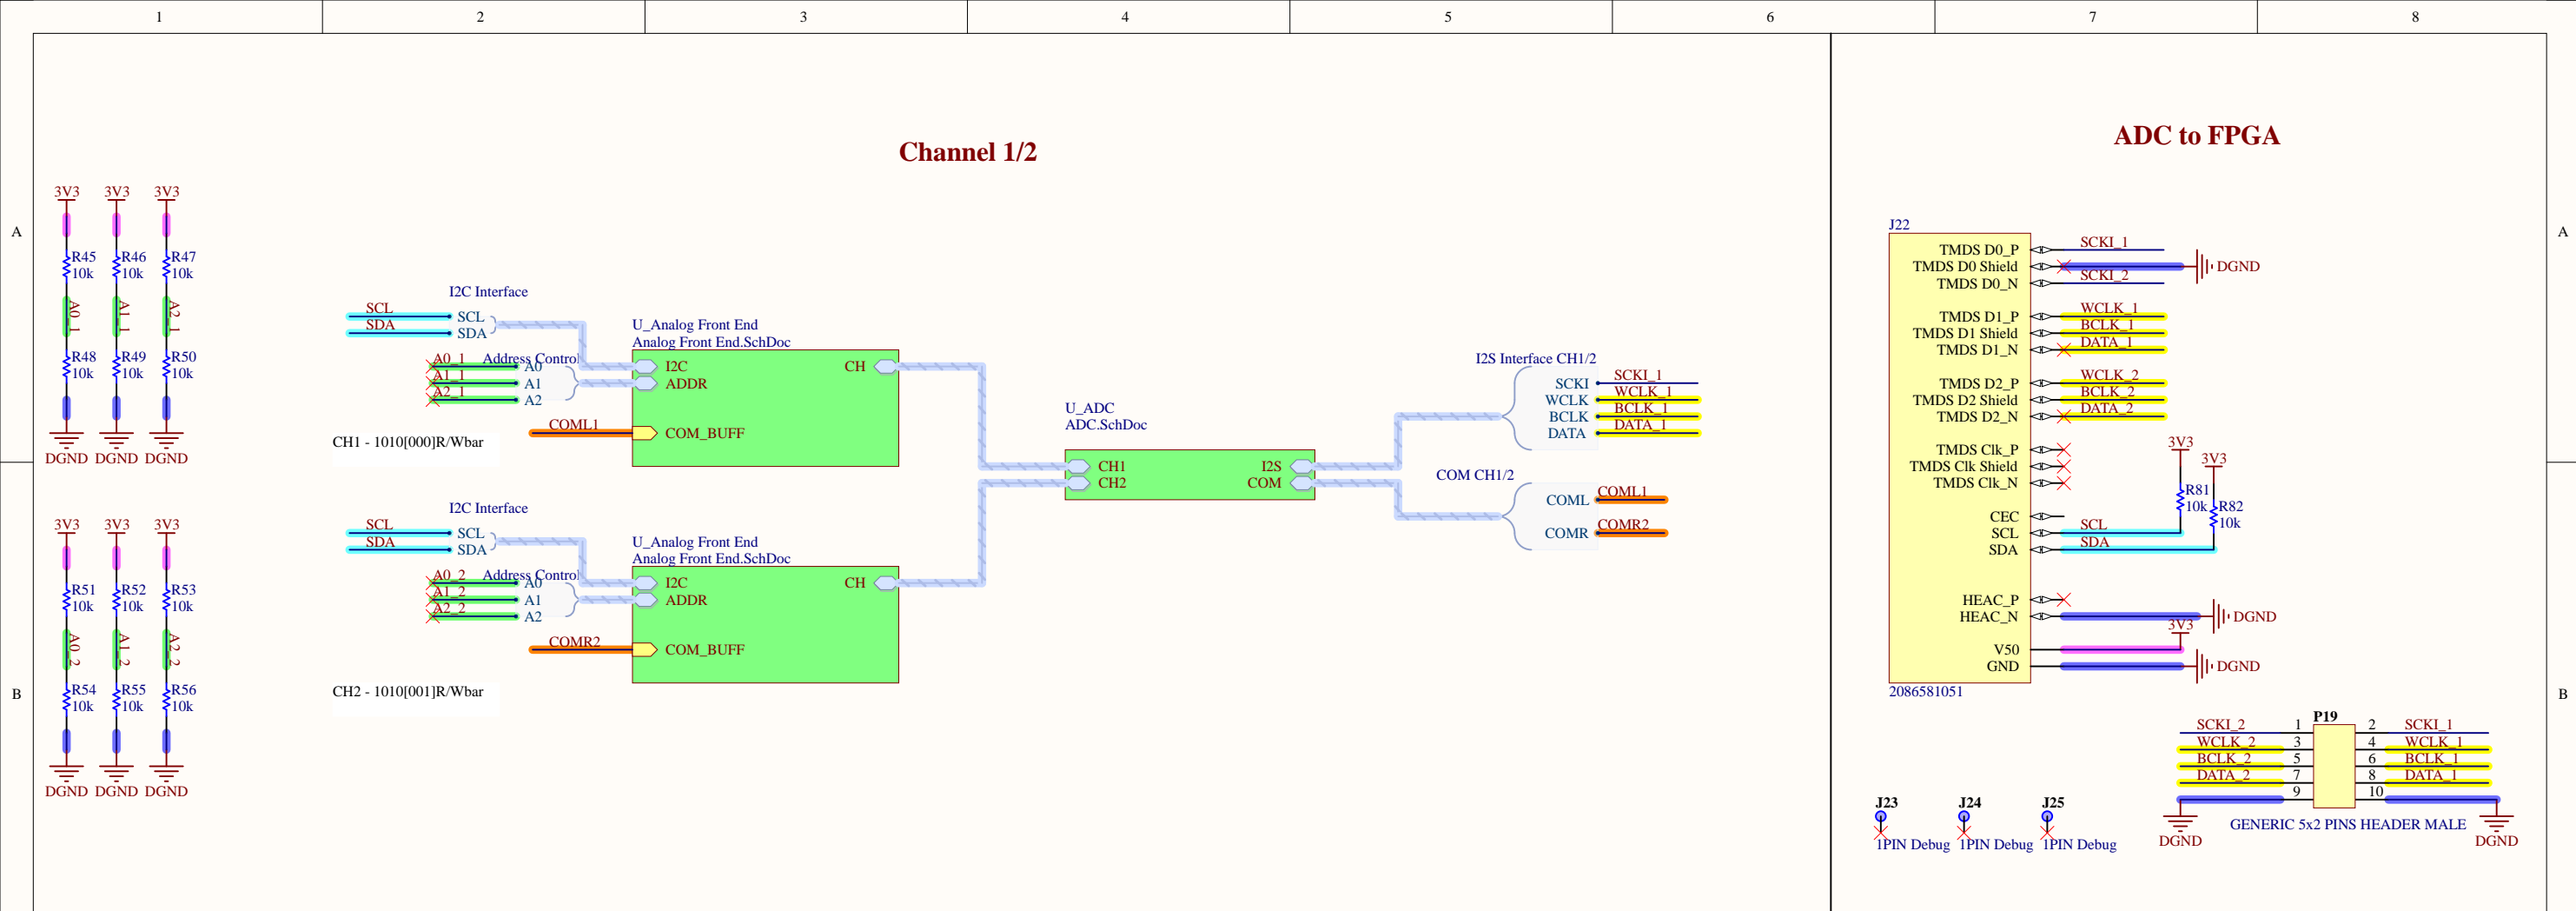 1 2 3 4 5 6 7 8
A A
B B
Channel 1/2
ADC to FPGA
3V3 3V3 3V3
R45 R46 R47
10k 10k 10k
A0_1 A1_1 A2_1
R48 R49 R50
10k 10k 10k
DGND DGND DGND
3V3 3V3 3V3
R51 R52 R53
10k 10k 10k
A0_2 A1_2 A2_2
R54 R55 R56
10k 10k 10k
DGND DGND DGND
I2C Interface
SCL SCL
SDA SDA
Address Control
A0_1 A0
A1_1 A1
A2_1 A2
COML1
CH1 - 1010[000]R/Wbar
U_Analog Front End
Analog Front End.SchDoc
I2C CH
ADDR
COM_BUFF
I2C Interface
SCL SCL
SDA SDA
Address Control
A0_2 A0
A1_2 A1
A2_2 A2
COMR2
CH2 - 1010[001]R/Wbar
U_Analog Front End
Analog Front End.SchDoc
I2C CH
ADDR
COM_BUFF
U_ADC
ADC.SchDoc
CH1 I2S
CH2 COM
I2S Interface CH1/2
SCKI SCKI_1
WCLK WCLK_1
BCLK BCLK_1
DATA DATA_1
COM CH1/2
COML COML1
COMR COMR2
J22
TMDS D0_P SCKI_1
TMDS D0 Shield DGND
TMDS D0_N SCKI_2
TMDS D1_P WCLK_1
TMDS D1 Shield BCLK_1
TMDS D1_N DATA_1
TMDS D2_P WCLK_2
TMDS D2 Shield BCLK_2
TMDS D2_N DATA_2
TMDS Clk_P
TMDS Clk Shield
TMDS Clk_N
3V3 3V3
R81
10k
R82
10k
CEC
SCL SCL
SDA SDA
HEAC_P
HEAC_N DGND
V50 3V3
GND DGND
2086581051
P19
SCKI_2 1 2 SCKI_1
WCLK_2 3 4 WCLK_1
BCLK_2 5 6 BCLK_1
DATA_2 7 8 DATA_1
9 10
GENERIC 5x2 PINS HEADER MALE
DGND DGND
J23 J24 J25
1PIN Debug 1PIN Debug 1PIN Debug